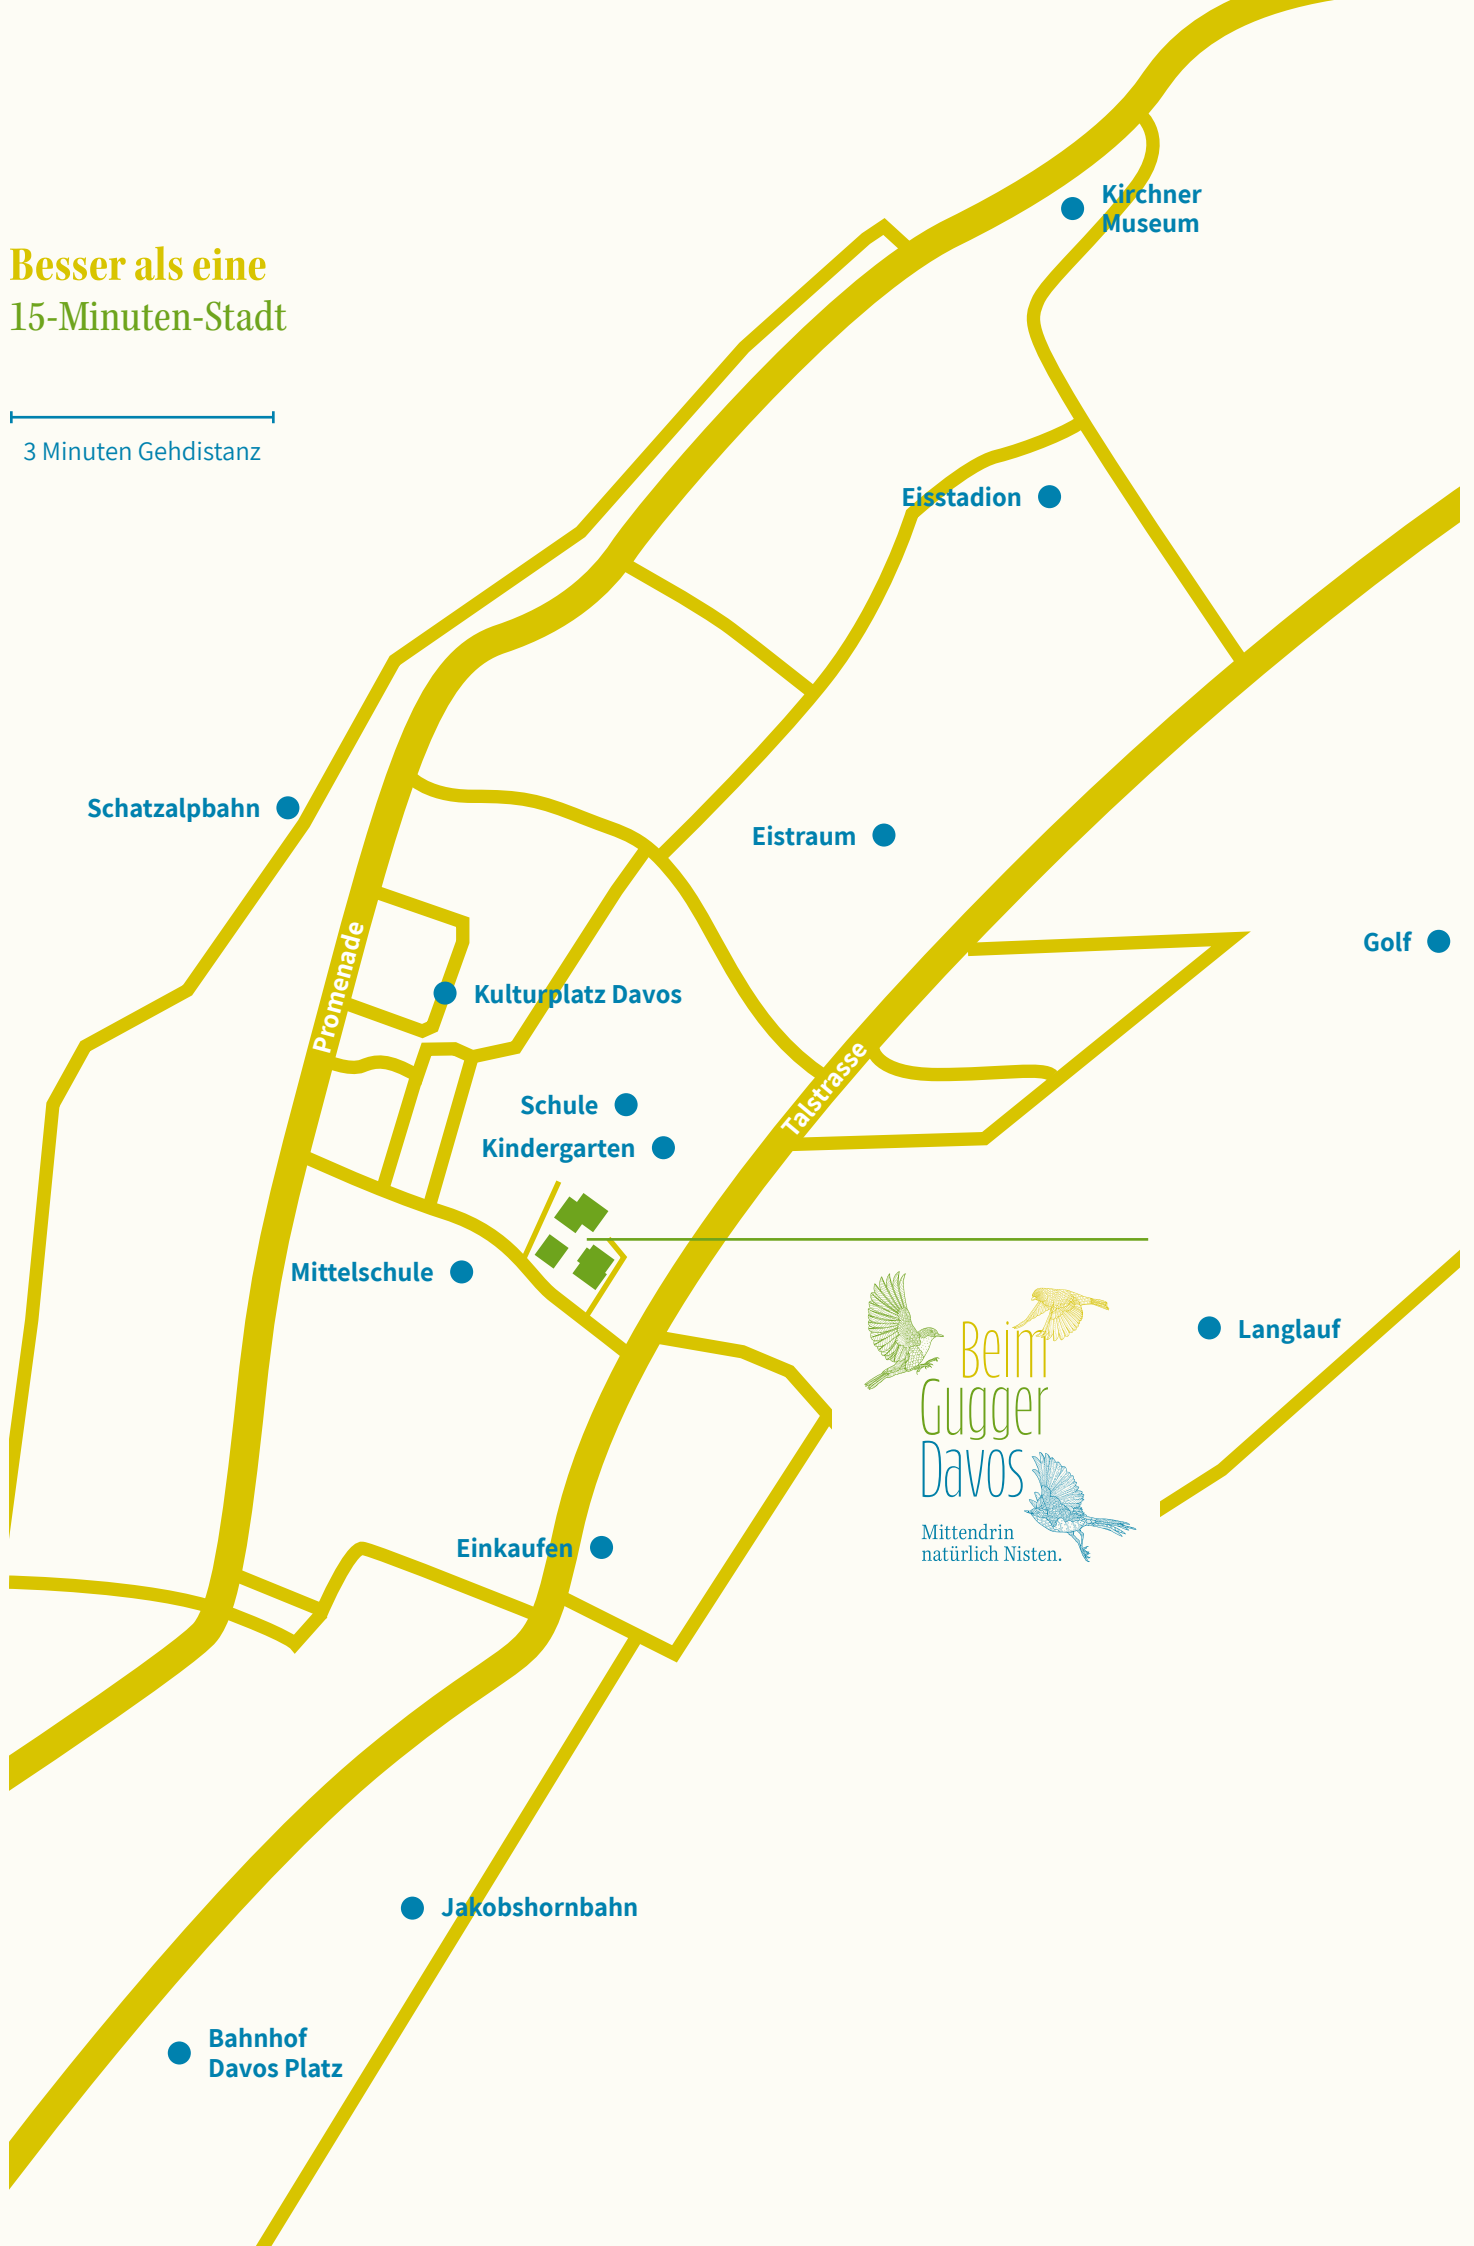 Kirchner
Museum
Besser als eine
15-Minuten-Stadt
3 Minuten Gehdistanz
Eisstadion
Schatzalpbahn
Eistraum
Promenade
Golf
Kulturplatz Davos
Talstrasse
Schule
Kindergarten
Mittelschule
Beim
Gugger
Davos
Mittendrin
natürlich Nisten.
Langlauf
Einkaufen
Jakobshornbahn
Bahnhof
Davos Platz